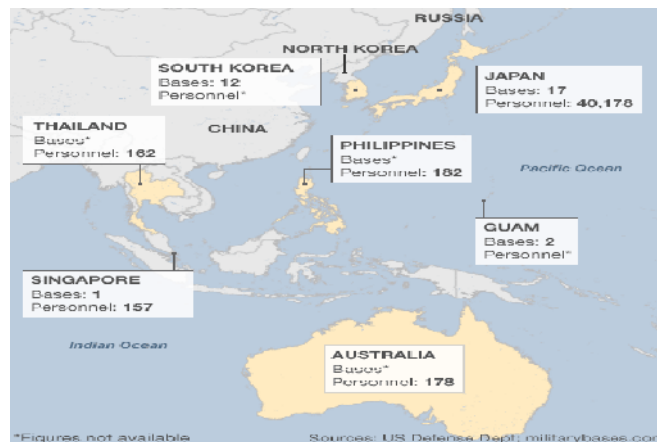 RUSSIA
NORTH KOREA
SOUTH KOREA
Bases: 12
Personnel*
JAPAN
Bases: 17
Personnel: 40,178
THAILAND
Bases*
Personnel: 162
CHINA
PHILIPPINES
Bases*
Personnel: 182
Pacific Ocean
GUAM
Bases: 2
Personnel*
SINGAPORE
Bases: 1
Personnel: 157
Indian Ocean
AUSTRALIA
Bases*
Personnel: 178
*Figures not available
Sources: US Defense Dept; militarybases.com